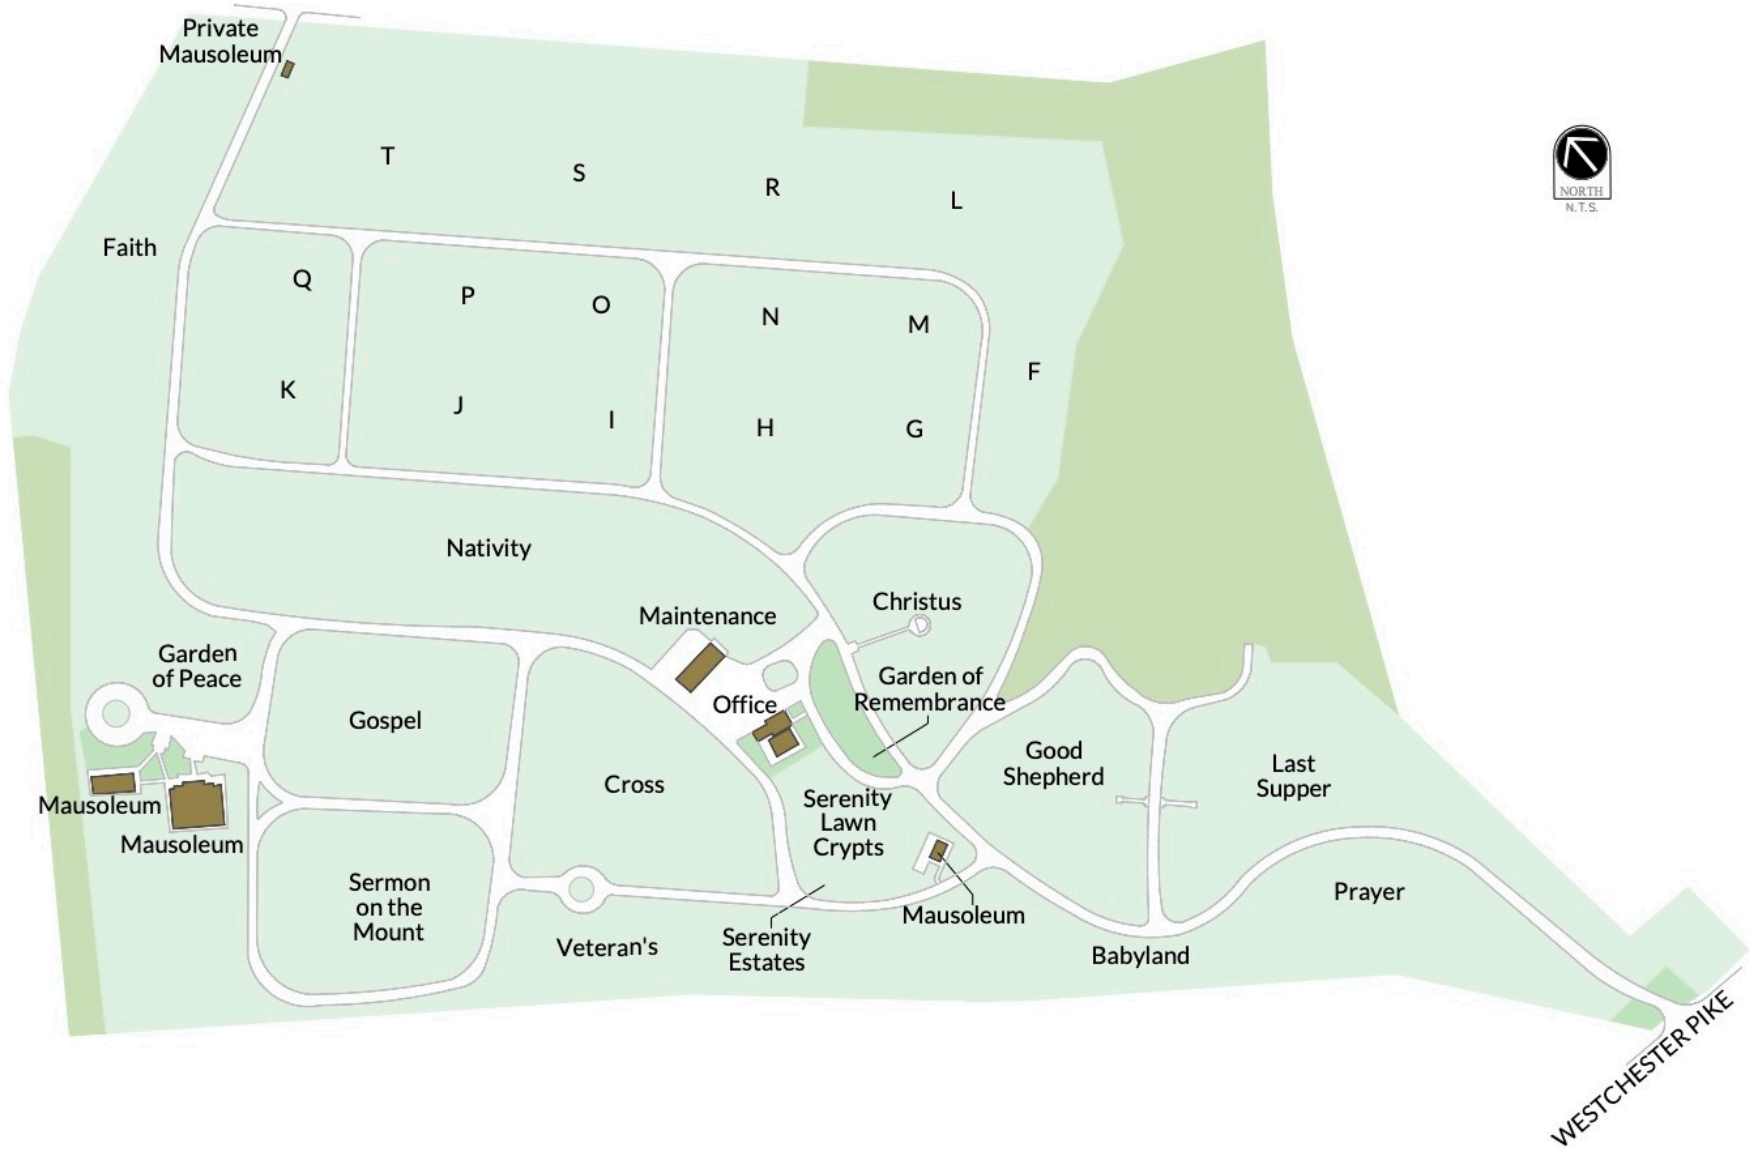 Private
Mausoleum
T
S
R
L
NORTH
N.T.S.
Faith
Q
P
O
N
M
F
K
J
I
H
G
Nativity
Christus
Maintenance
Garden
of Peace
Garden of
Remembrance
Office
Gospel
Good
Shepherd
Last
Supper
Cross
Serenity
Lawn
Crypts
Mausoleum
Mausoleum
Sermon
on the
Mount
Prayer
Mausoleum
Veteran's
Serenity
Estates
Babyland
WESTCHESTER PIKE